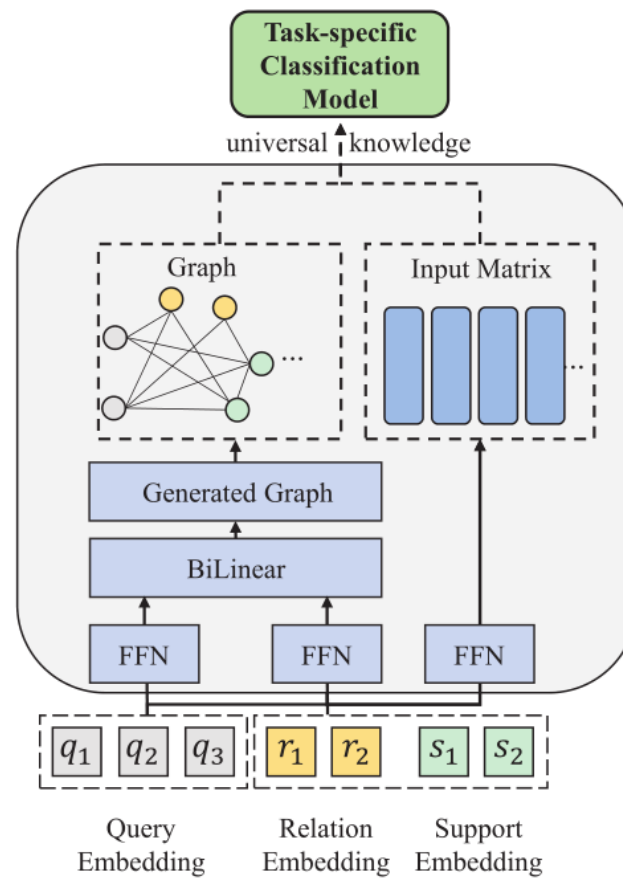 Task-specific
Classification
Model
universal knowledge
Graph
Input Matrix
...
...
Generated Graph
BiLinear
FFN
FFN
FFN
q₁ q₂ q₃ r₁ r₂ s₁ s₂
Query
Embedding
Relation
Embedding
Support
Embedding